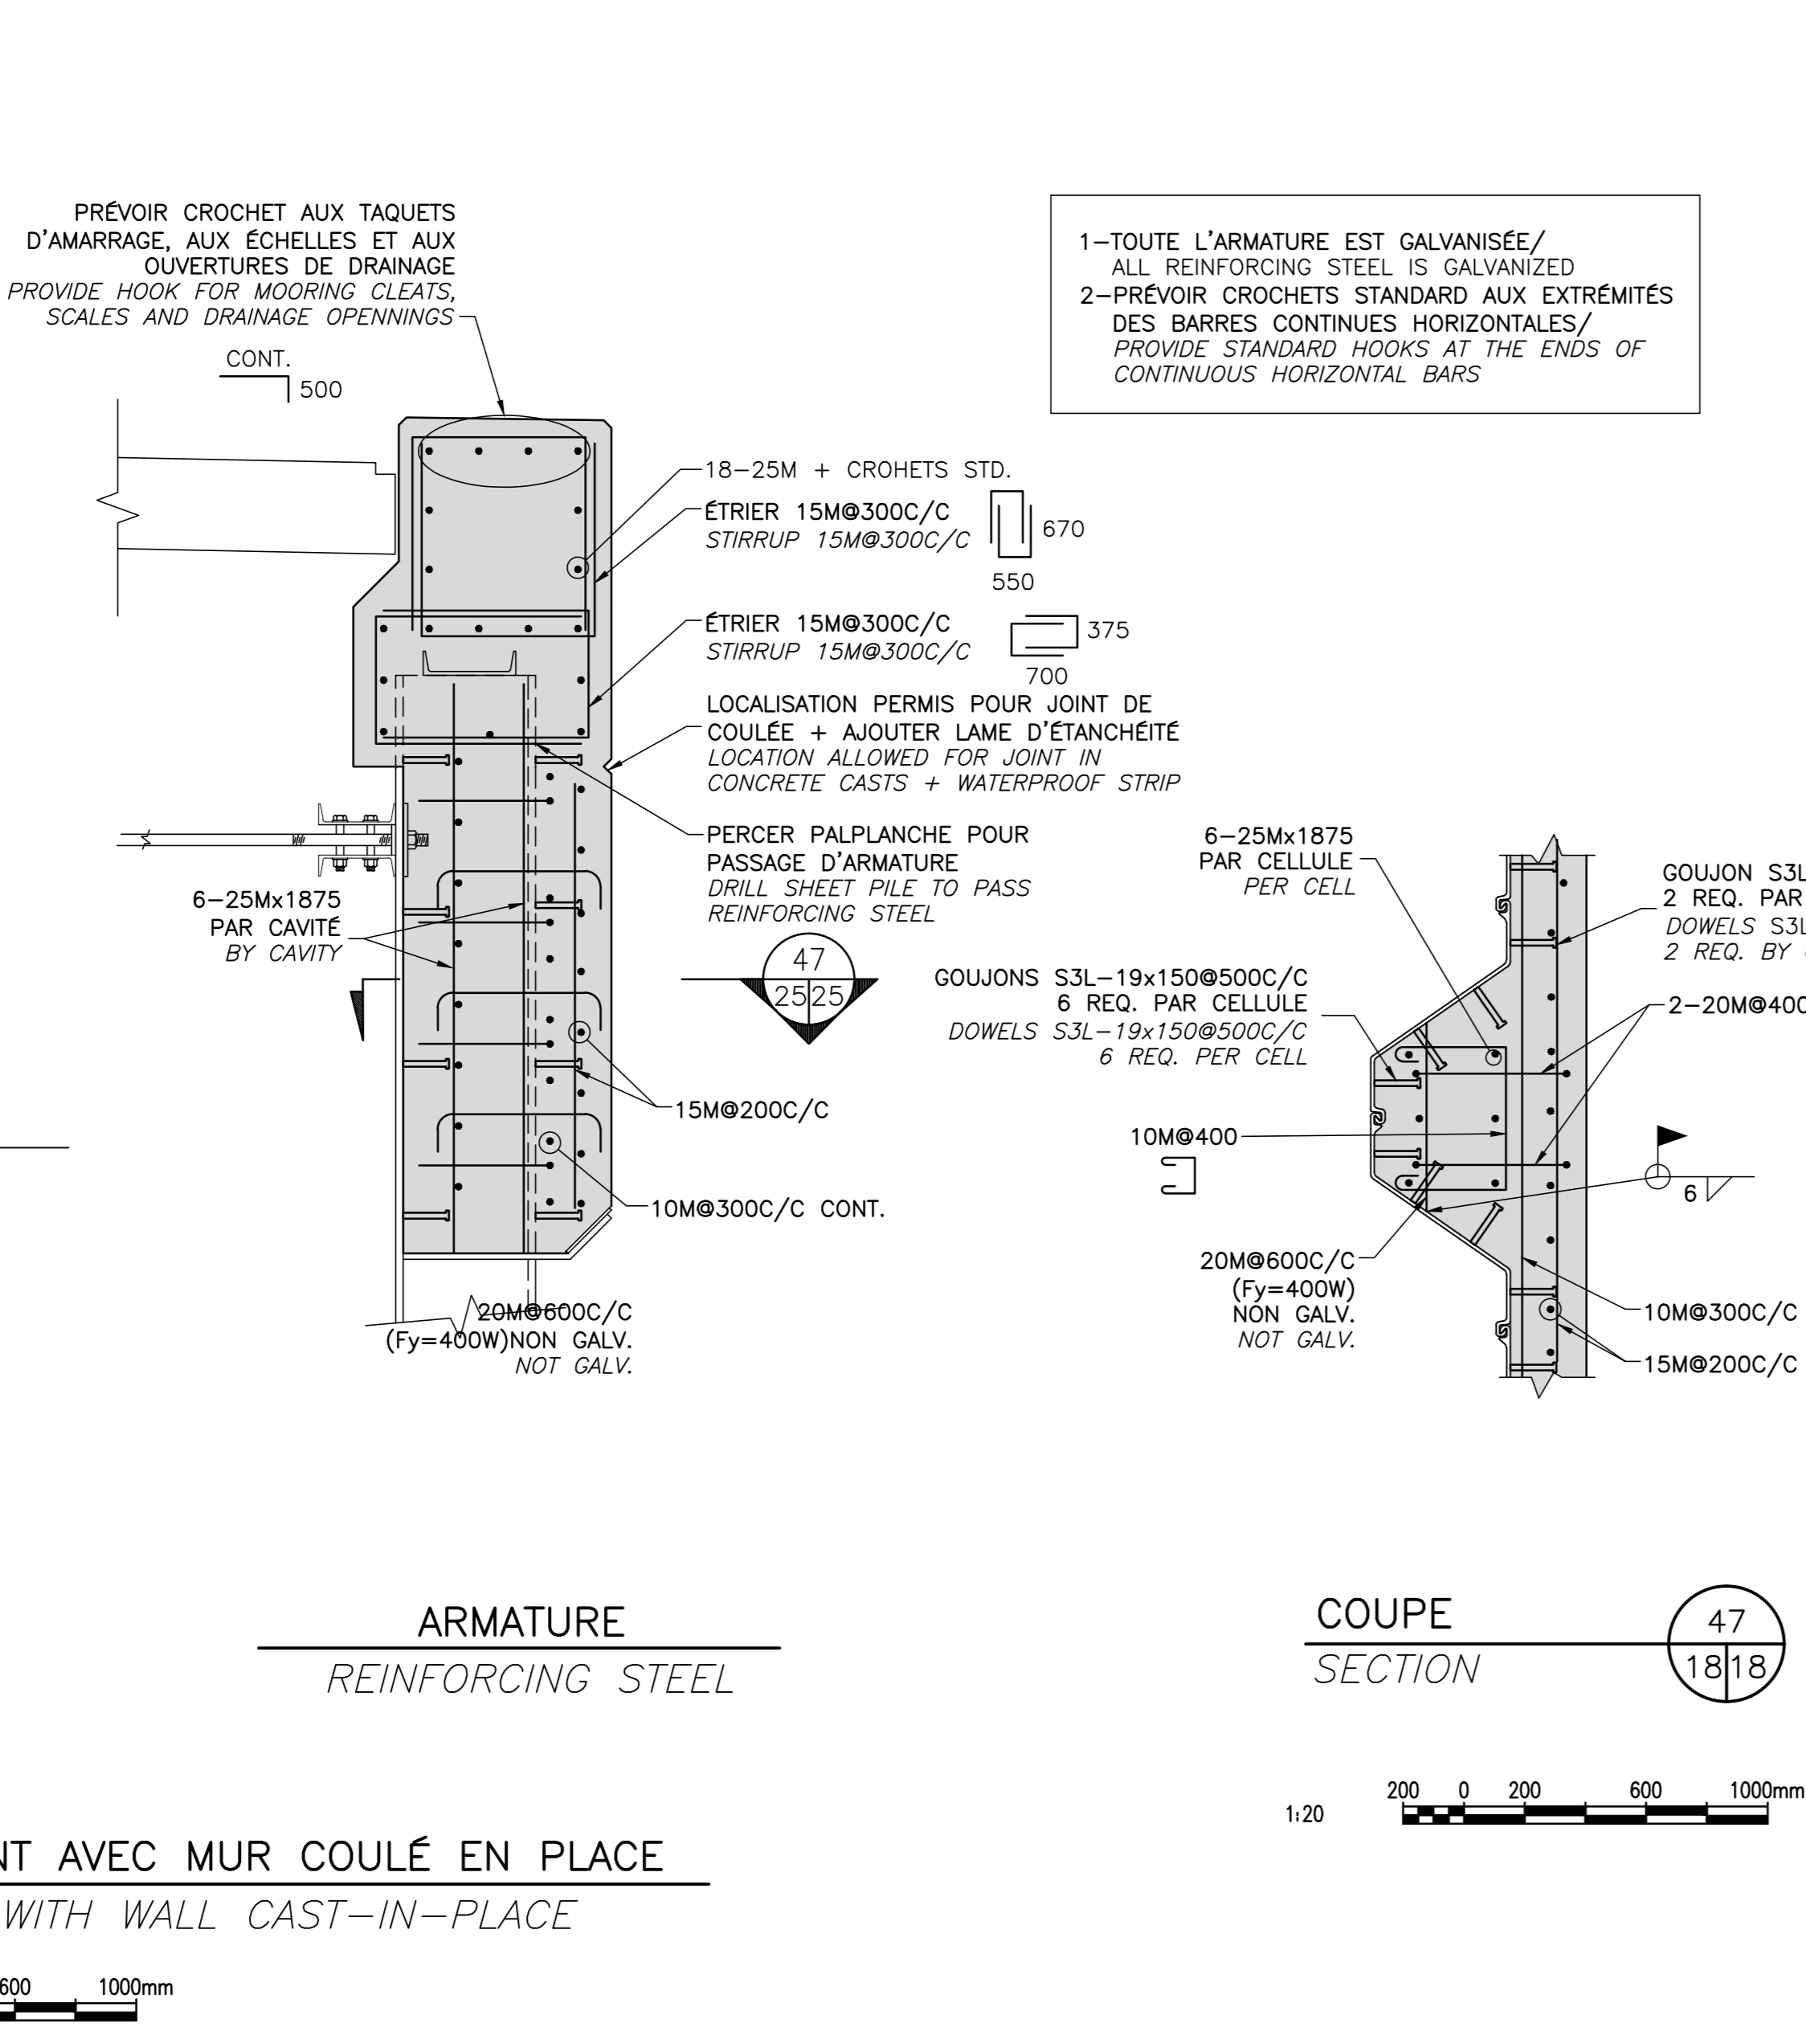 PRÉVOIR CROCHET AUX TAQUETS
D'AMARRAGE, AUX ÉCHELLES ET AUX
OUVERTURES DE DRAINAGE
PROVIDE HOOK FOR MOORING CLEATS,
SCALES AND DRAINAGE OPENNINGS
CONT.
500
1-TOUTE L'ARMATURE EST GALVANISÉE/
ALL REINFORCING STEEL IS GALVANIZED
2-PRÉVOIR CROCHETS STANDARD AUX EXTRÉMITÉS
DES BARRES CONTINUES HORIZONTALES/
PROVIDE STANDARD HOOKS AT THE ENDS OF
CONTINUOUS HORIZONTAL BARS
18-25M + CROHETS STD.
ÉTRIER 15M@300C/C
STIRRUP 15M@300C/C
670
550
ÉTRIER 15M@300C/C
STIRRUP 15M@300C/C
375
700
LOCALISATION PERMIS POUR JOINT DE
COULÉE + AJOUTER LAME D'ÉTANCHÉITÉ
LOCATION ALLOWED FOR JOINT IN
CONCRETE CASTS + WATERPROOF STRIP
PERCER PALPLANCHE POUR
PASSAGE D'ARMATURE
DRILL SHEET PILE TO PASS
REINFORCING STEEL
6-25Mx1875
PAR CAVITÉ
BY CAVITY
47
25 25
15M@200C/C
10M@300C/C CONT.
20M@600C/C
(Fy=400W)NON GALV.
NOT GALV.
6-25Mx1875
PAR CELLULE
PER CELL
GOUJON S3L
2 REQ. PAR
DOWELS S3L
2 REQ. BY
GOUJONS S3L-19x150@500C/C
6 REQ. PAR CELLULE
DOWELS S3L-19x150@500C/C
6 REQ. PER CELL
2-20M@400
10M@400
6
20M@600C/C
(Fy=400W)
NON GALV.
NOT GALV.
10M@300C/C
15M@200C/C
ARMATURE
REINFORCING STEEL
COUPE
SECTION
47
18 18
1:20
200 0 200 600 1000mm
NT AVEC MUR COULÉ EN PLACE
WITH WALL CAST-IN-PLACE
600 1000mm